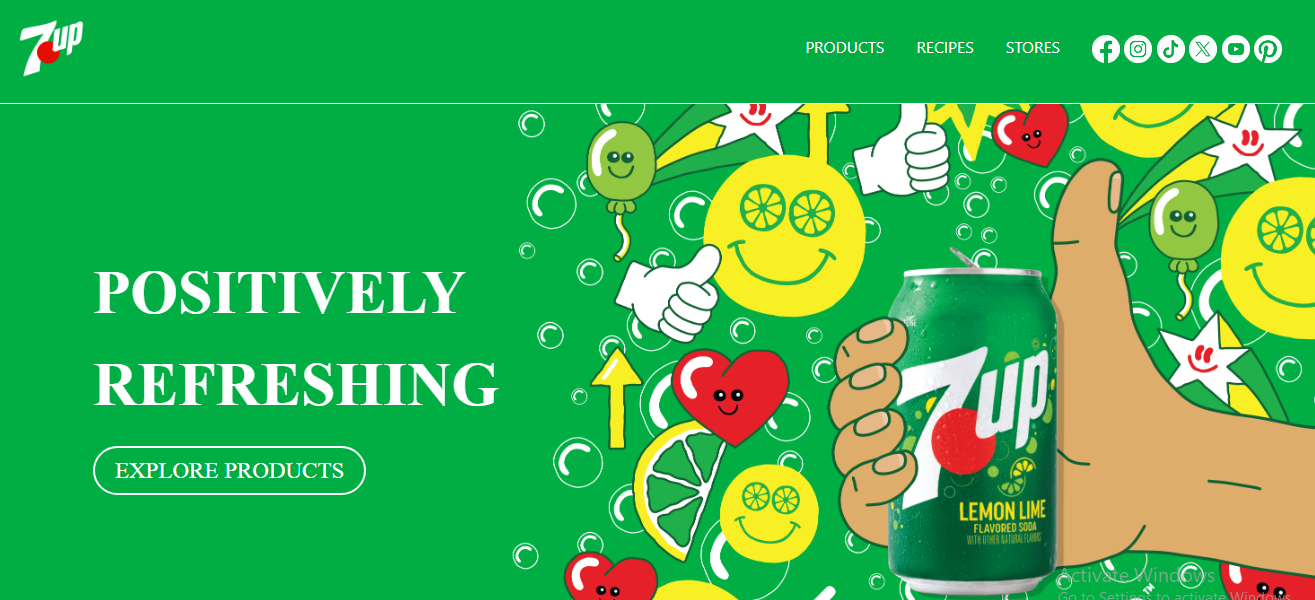 7up
PRODUCTS RECIPES STORES
POSITIVELY
REFRESHING
EXPLORE PRODUCTS
7up
LEMON LIME
FLAVORED SODA
WITH OTHER NATURAL FLAVORS
Activate Windows
Go to Settings to activate Windows.